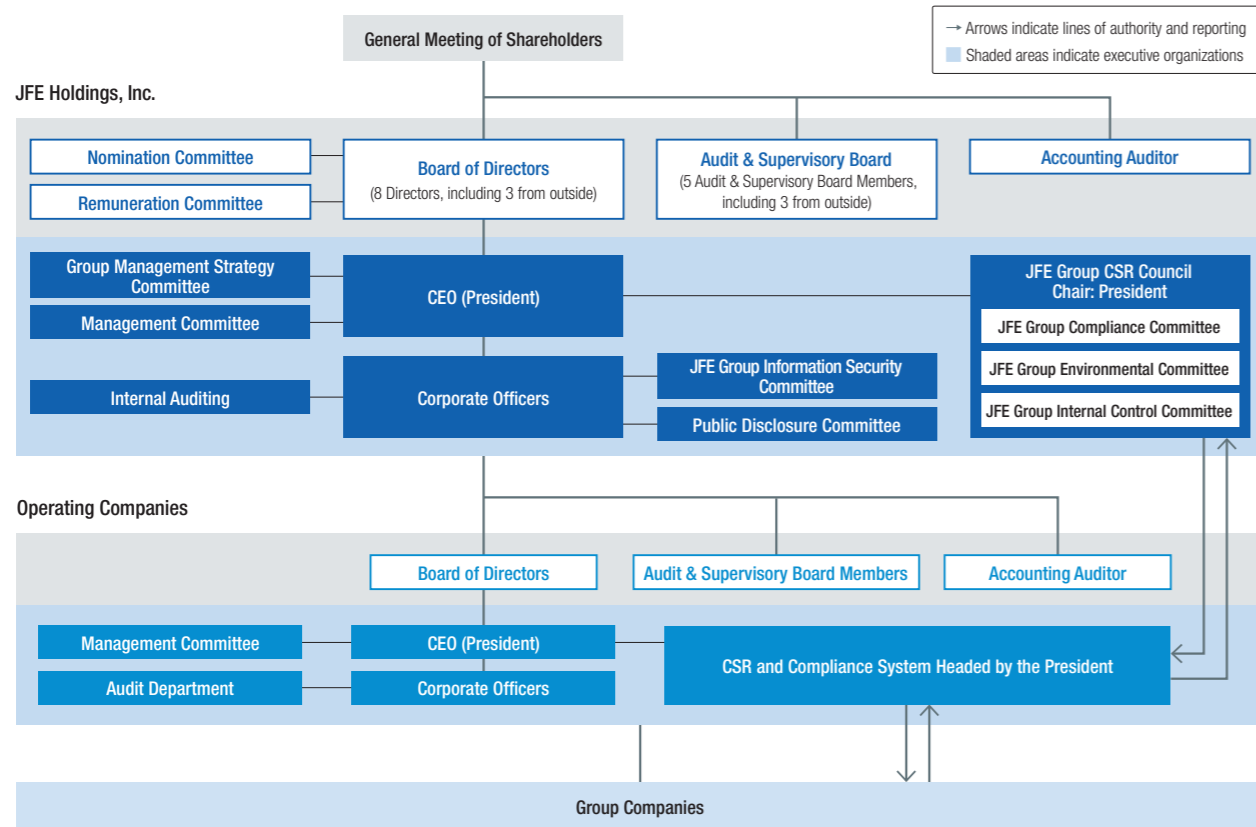 General Meeting of Shareholders
→ Arrows indicate lines of authority and reporting
Shaded areas indicate executive organizations
JFE Holdings, Inc.
Nomination Committee
Remuneration Committee
Board of Directors
(8 Directors, including 3 from outside)
Audit & Supervisory Board
(5 Audit & Supervisory Board Members,
including 3 from outside)
Accounting Auditor
Group Management Strategy
Committee
Management Committee
CEO (President)
JFE Group CSR Council
Chair: President
JFE Group Compliance Committee
JFE Group Environmental Committee
JFE Group Internal Control Committee
Internal Auditing
Corporate Officers
JFE Group Information Security
Committee
Public Disclosure Committee
Operating Companies
Board of Directors
Audit & Supervisory Board Members
Accounting Auditor
Management Committee
CEO (President)
Audit Department
Corporate Officers
CSR and Compliance System Headed by the President
Group Companies